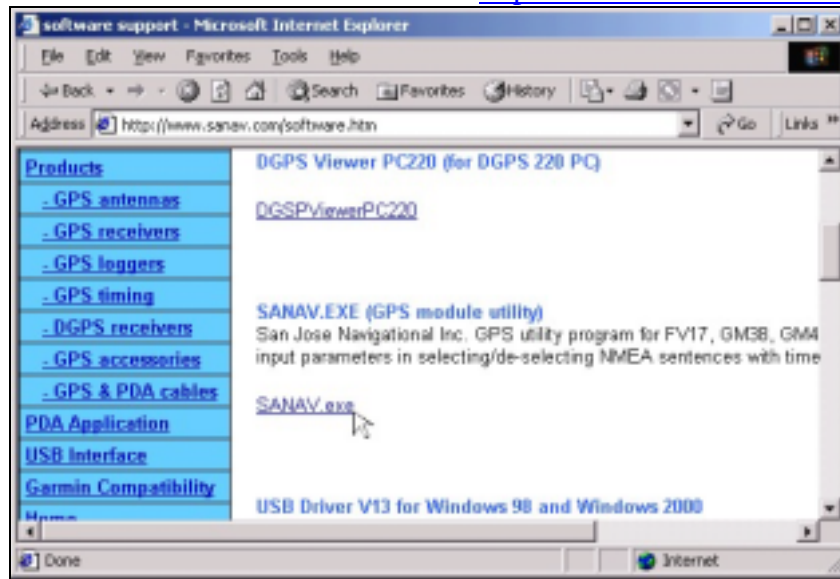 software support - Microsoft Internet Explorer
File Edit View Favorites Tools Help
Back Search Favorites History
Address http://www.sanav.com/software.htm Go Links »
Products
- GPS antennas
- GPS receivers
- GPS loggers
- GPS timing
- DGPS receivers
- GPS accessories
- GPS & PDA cables
PDA Application
USB Interface
Garmin Compatibility
Home
DGPS Viewer PC220 (for DGPS 220 PC)
DGSPViewerPC220
SANAV.EXE (GPS module utility)
San Jose Navigational Inc. GPS utility program for FV17, GM38, GM4
input parameters in selecting/de-selecting NMEA sentences with time
SANAV.exe
USB Driver V13 for Windows 98 and Windows 2000
Done Internet